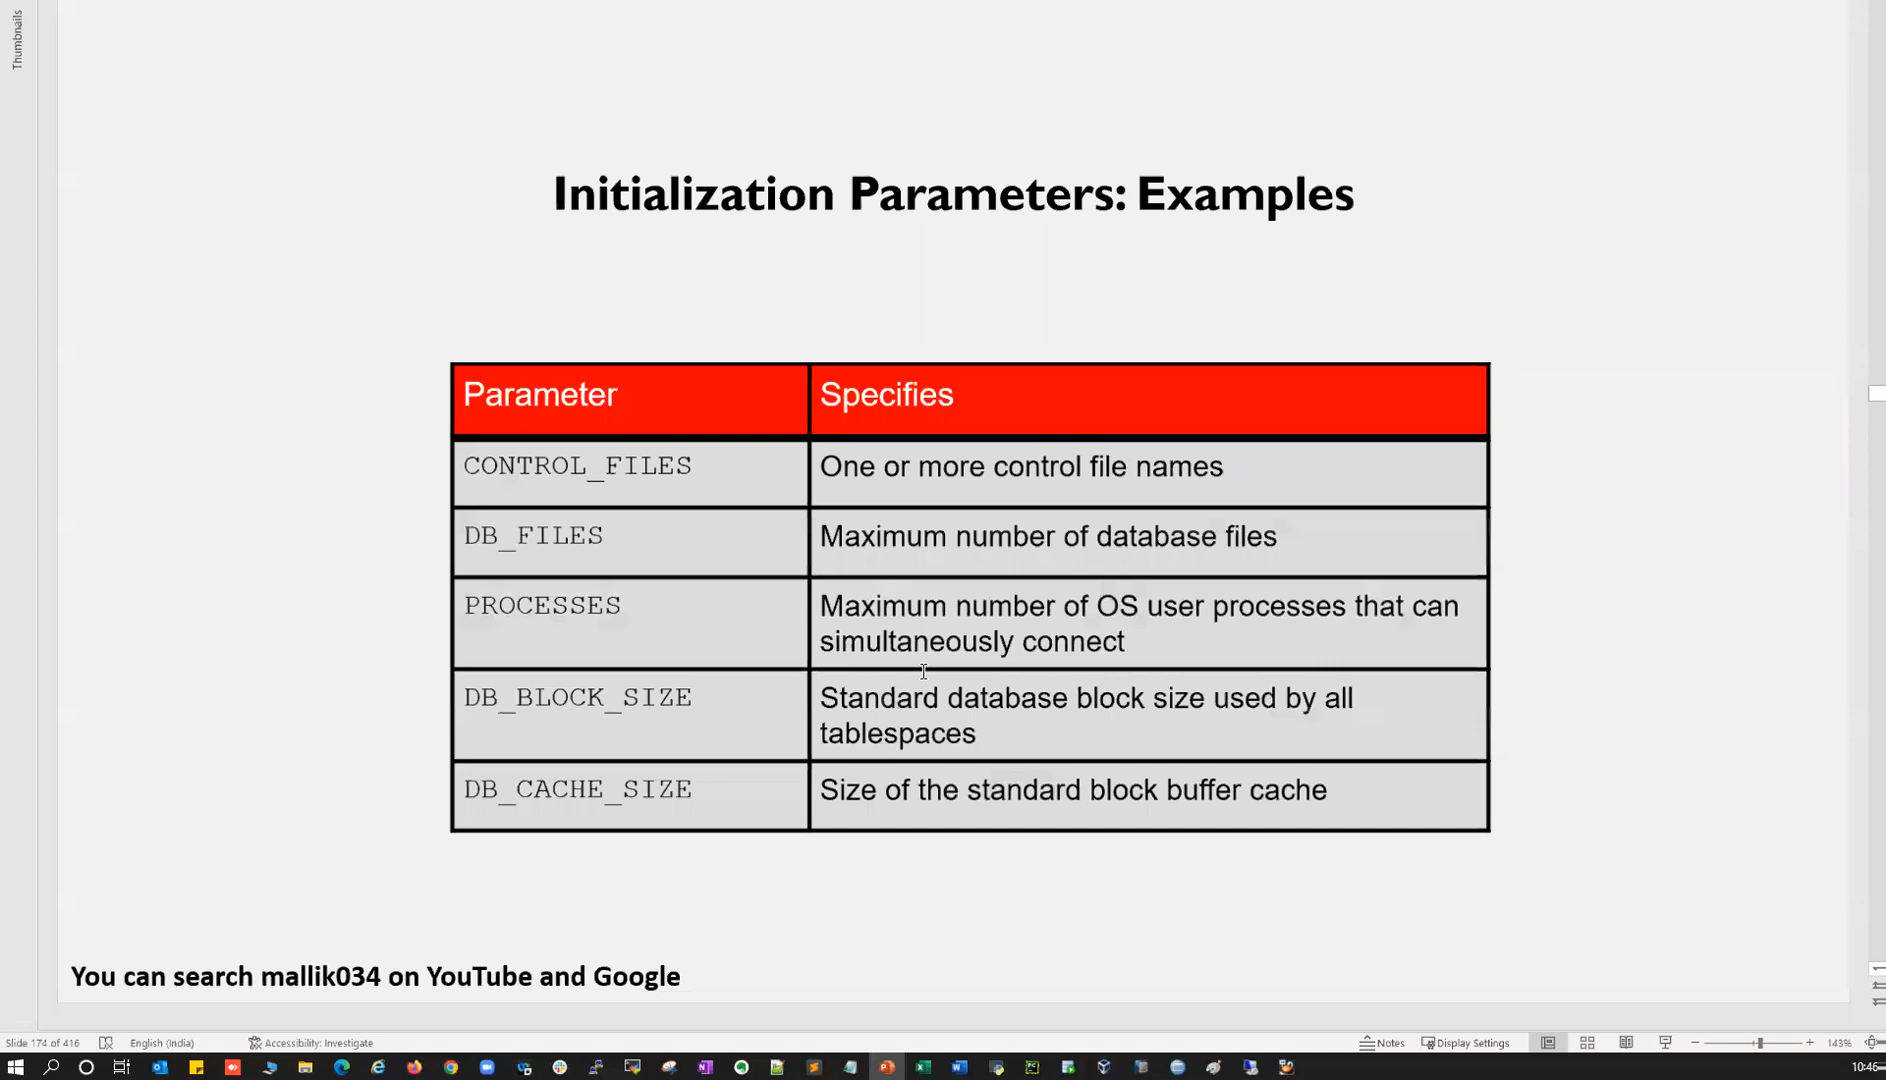 Thumbnails
Initialization Parameters: Examples
Parameter
Specifies
CONTROL_FILES
One or more control file names
DB_FILES
Maximum number of database files
PROCESSES
Maximum number of OS user processes that can
simultaneously connect
DB_BLOCK_SIZE
Standard database block size used by all
tablespaces
DB_CACHE_SIZE
Size of the standard block buffer cache
You can search mallik034 on YouTube and Google
Slide 174 of 416
English (India)
Accessibility: Investigate
Notes
Display Settings
143%
10:46